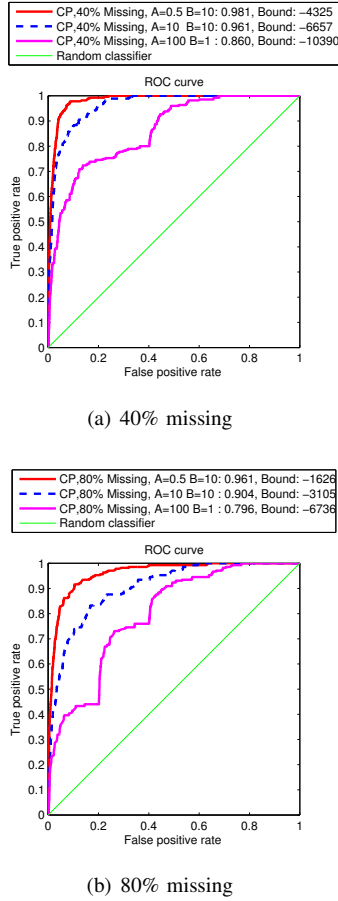 CP,40% Missing, A=0.5 B=10: 0.981, Bound: −4325
CP,40% Missing, A=10 B=10: 0.961, Bound: −6657
CP,40% Missing, A=100 B=1 : 0.860, Bound: −10390
Random classifier
ROC curve
1
0.9
0.8
0.7
0.6
0.5
0.4
0.3
0.2
0.1
0
True positive rate
0 0.2 0.4 0.6 0.8 1
False positive rate
(a) 40% missing
CP,80% Missing, A=0.5 B=10: 0.961, Bound: −1626
CP,80% Missing, A=10 B=10 : 0.904, Bound: −3105
CP,80% Missing, A=100 B=1 : 0.796, Bound: −6736
Random classifier
ROC curve
1
0.9
0.8
0.7
0.6
0.5
0.4
0.3
0.2
0.1
0
True positive rate
0 0.2 0.4 0.6 0.8 1
False positive rate
(b) 80% missing